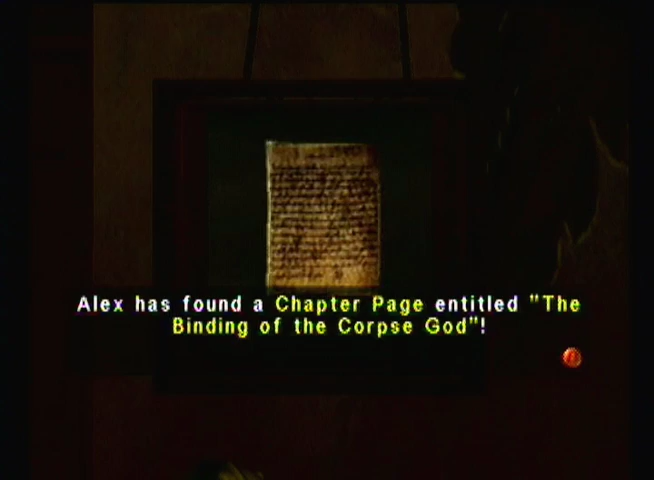 Alex has found a Chapter Page entitled "The
Binding of the Corpse God"!